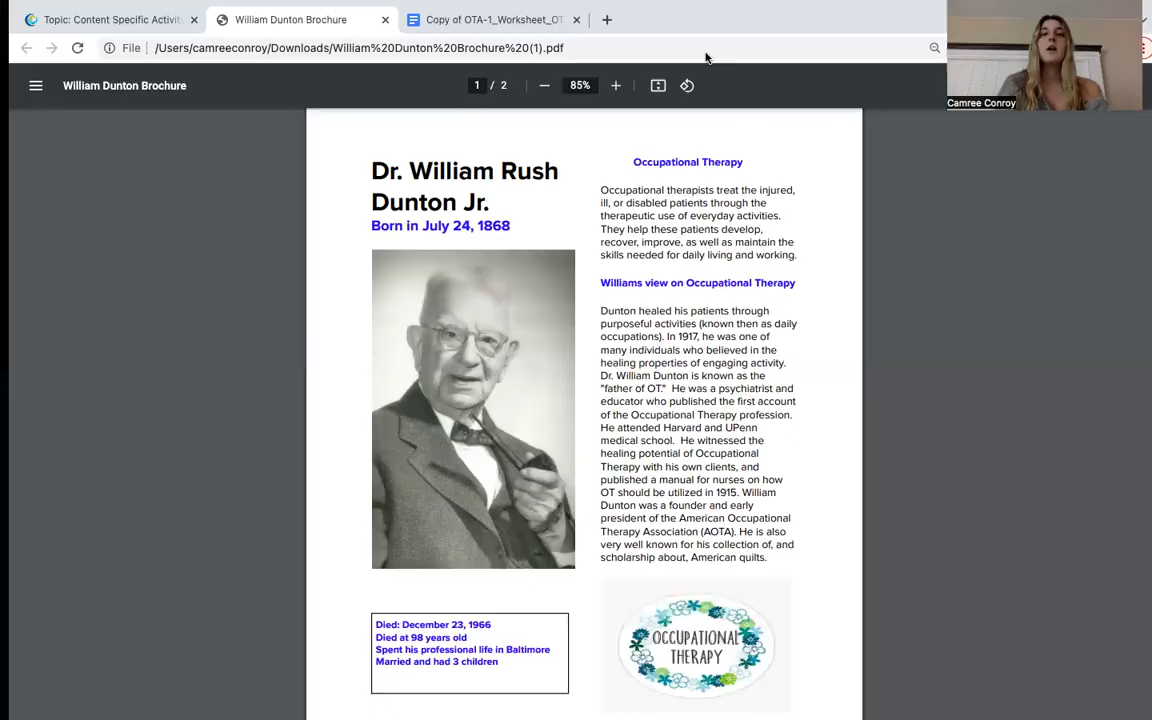 Topic: Content Specific Activit
William Dunton Brochure
Copy of OTA-1_Worksheet_OT
File
/Users/camreeconroy/Downloads/William%20Dunton%20Brochure%20(1).pdf
William Dunton Brochure
1 / 2
85%
Camree Conroy
Dr. William Rush
Dunton Jr.
Born in July 24, 1868
Died: December 23, 1966
Died at 98 years old
Spent his professional life in Baltimore
Married and had 3 children
Occupational Therapy
Occupational therapists treat the injured,
ill, or disabled patients through the
therapeutic use of everyday activities.
They help these patients develop,
recover, improve, as well as maintain the
skills needed for daily living and working.
Williams view on Occupational Therapy
Dunton healed his patients through
purposeful activities (known then as daily
occupations). In 1917, he was one of
many individuals who believed in the
healing properties of engaging activity.
Dr. William Dunton is known as the
"father of OT." He was a psychiatrist and
educator who published the first account
of the Occupational Therapy profession.
He attended Harvard and UPenn
medical school. He witnessed the
healing potential of Occupational
Therapy with his own clients, and
published a manual for nurses on how
OT should be utilized in 1915. William
Dunton was a founder and early
president of the American Occupational
Therapy Association (AOTA). He is also
very well known for his collection of, and
scholarship about, American quilts.
OCCUPATIONAL
THERAPY